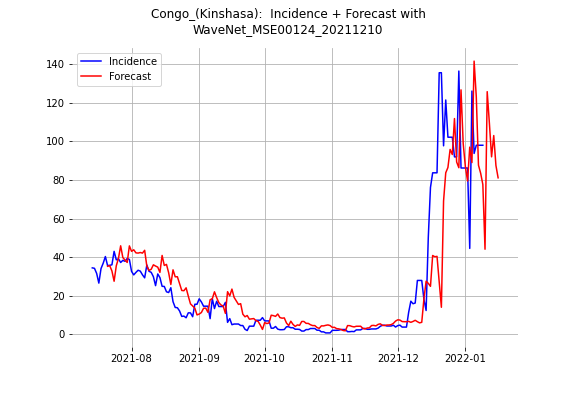 Congo_(Kinshasa):  Incidence + Forecast with
WaveNet_MSE00124_20211210
Incidence
Forecast
140
120
100
80
60
40
20
0
2021-08 2021-09 2021-10 2021-11 2021-12 2022-01